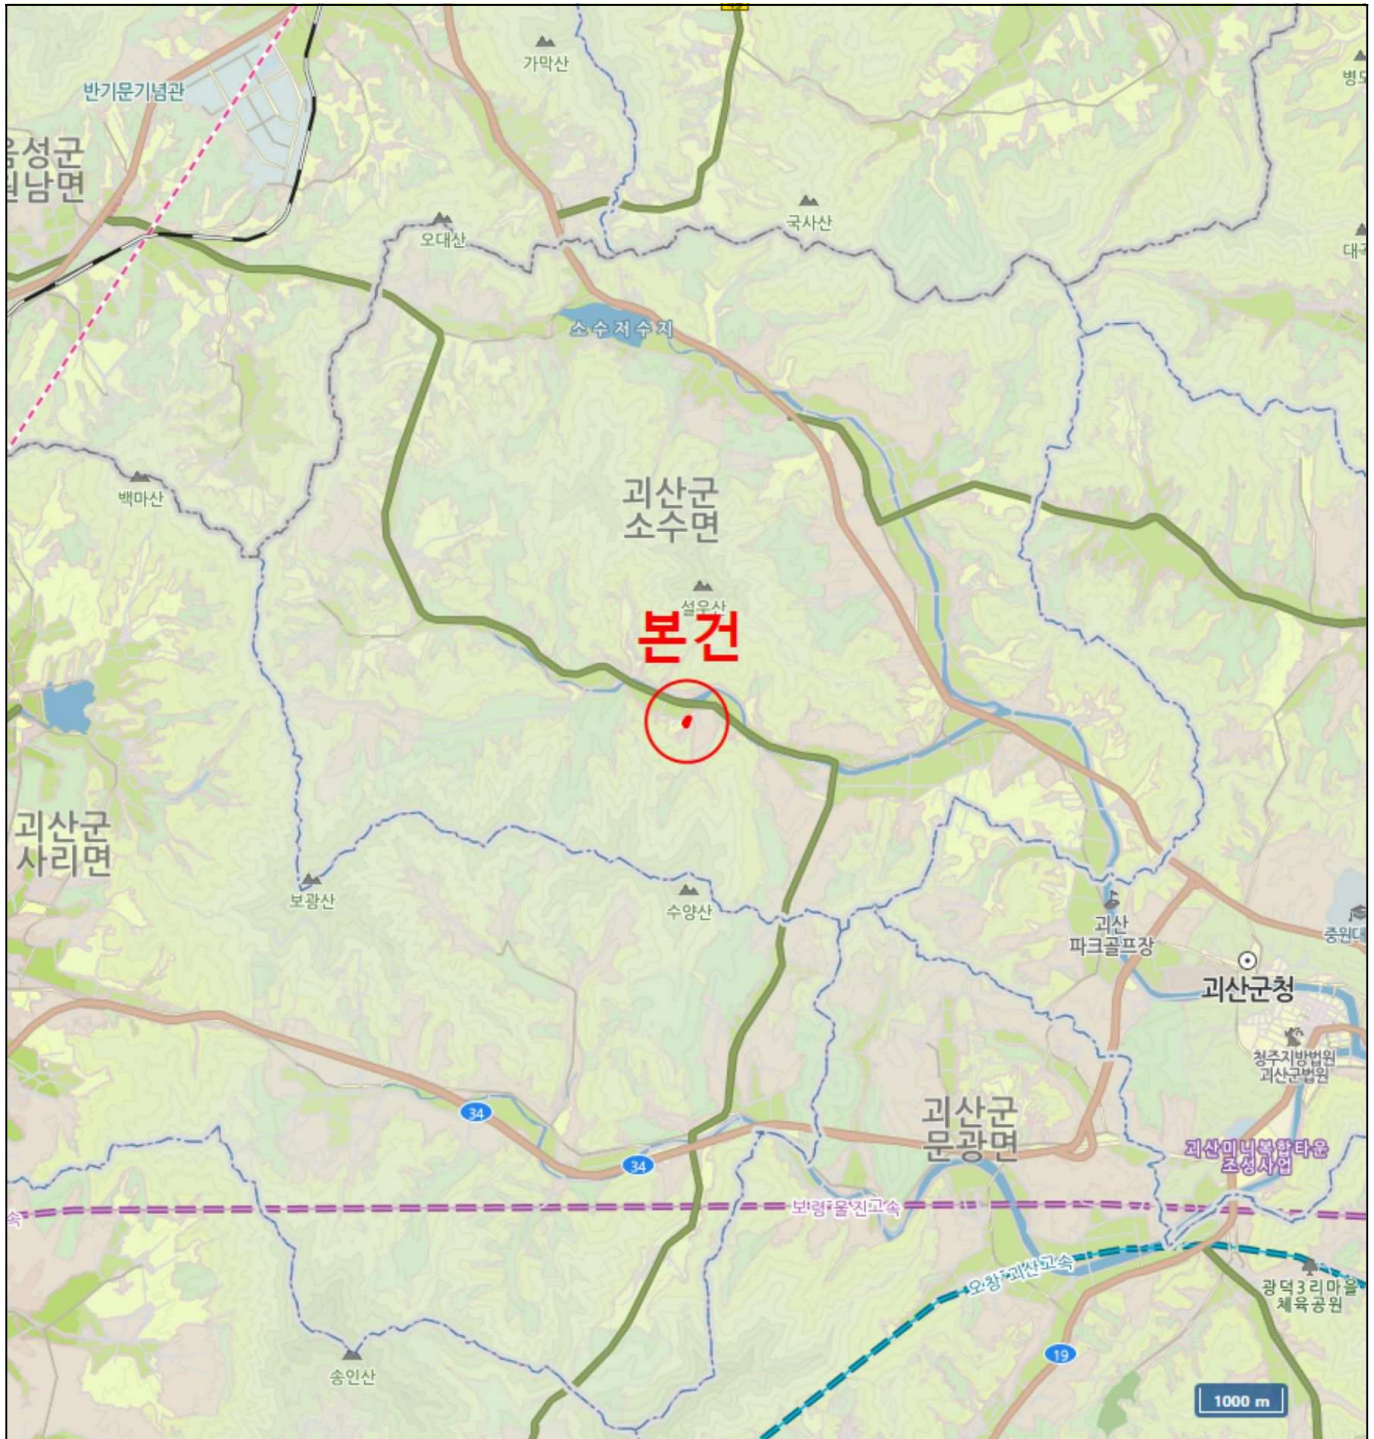 가막산
반기문기념관
음성군
원남면
국사산
오대산
소수저수지
백마산
괴산군
소수면
설우산
본건
괴산군
사리면
보광산
수양산
괴산
파크골프장
중원대
괴산군청
청주지방법원
괴산군법원
34
괴산군
문광면
괴산미니복합타운
조성사업
34
속
보령-울진고속
오창-괴산고속
광덕3리마을
체육공원
19
송인산
1000 m